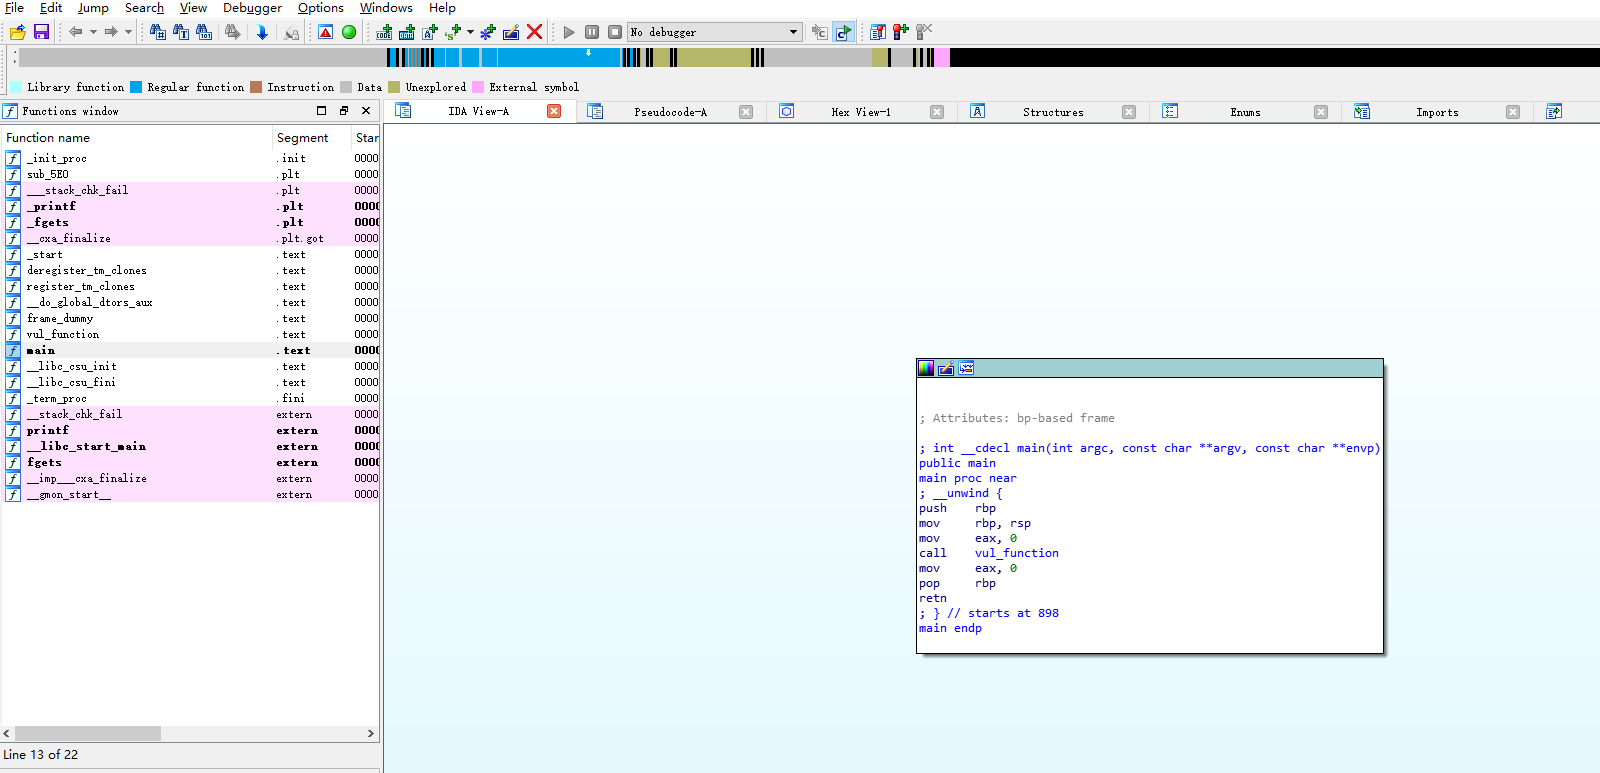 File Edit Jump Search View Debugger Options Windows Help
No debugger
Library function Regular function Instruction Data Unexplored External symbol
Functions window
IDA View-A Pseudocode-A Hex View-1 Structures Enums Imports
Function name Segment Star
_init_proc .init 0000
sub_5E0 .plt 0000
___stack_chk_fail .plt 0000
_printf .plt 0000
_fgets .plt 0000
__cxa_finalize .plt.got 0000
_start .text 0000
deregister_tm_clones .text 0000
register_tm_clones .text 0000
__do_global_dtors_aux .text 0000
frame_dummy .text 0000
vul_function .text 0000
main .text 0000
__libc_csu_init .text 0000
__libc_csu_fini .text 0000
_term_proc .fini 0000
__stack_chk_fail extern 0000
printf extern 0000
__libc_start_main extern 0000
fgets extern 0000
__imp___cxa_finalize extern 0000
__gmon_start__ extern 0000
Line 13 of 22
; Attributes: bp-based frame
; int __cdecl main(int argc, const char **argv, const char **envp)
public main
main proc near
; __unwind {
push rbp
mov rbp, rsp
mov eax, 0
call vul_function
mov eax, 0
pop rbp
retn
; } // starts at 898
main endp